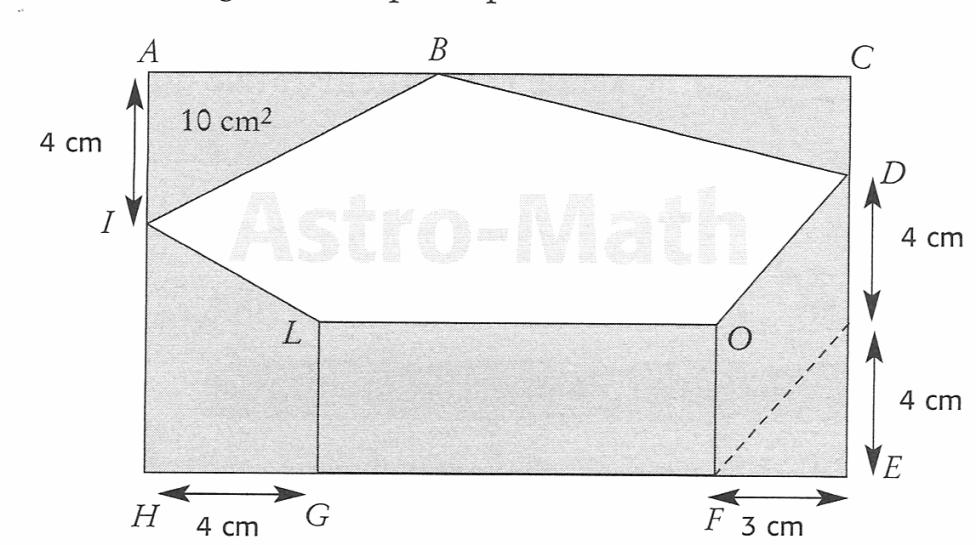 A B C
10 cm²
4 cm
D
I
Astro-Math
4 cm
L
O
4 cm
E
H G F
4 cm 3 cm